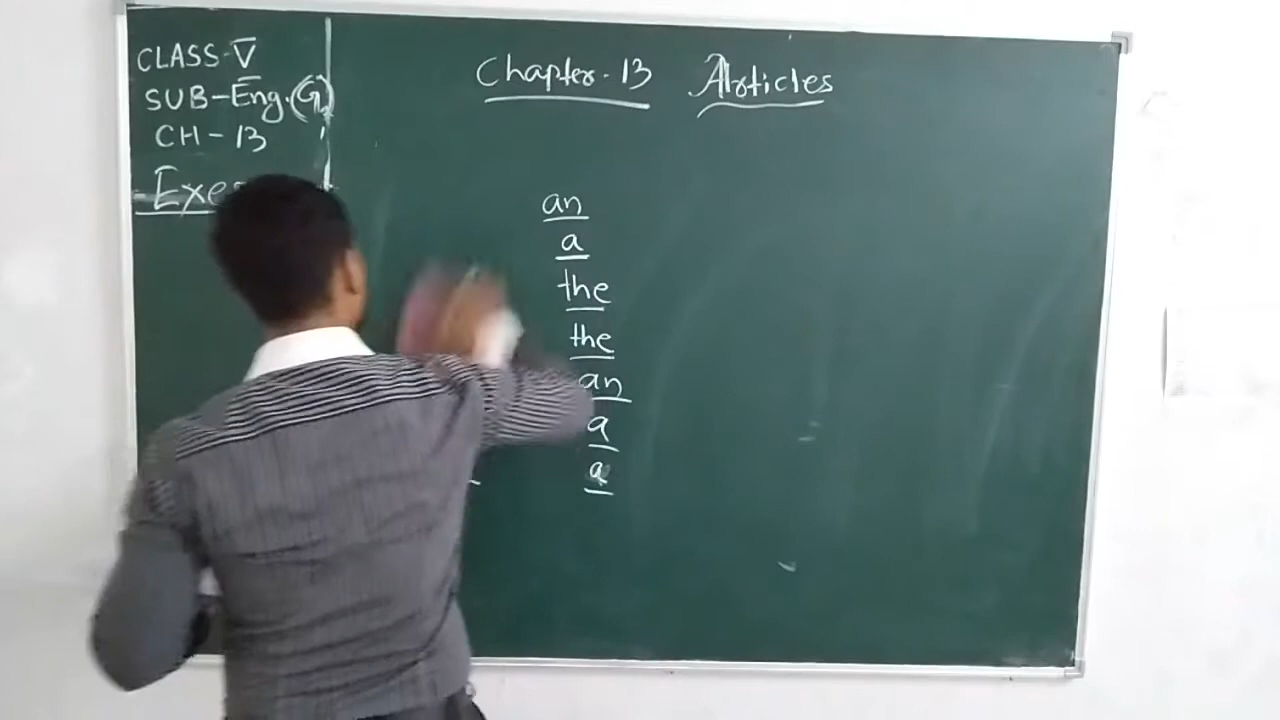 CLASS-V
SUB-Eng.(G)
CH-13
Chapter-13 Articles
an
a
the
the
an
a
a